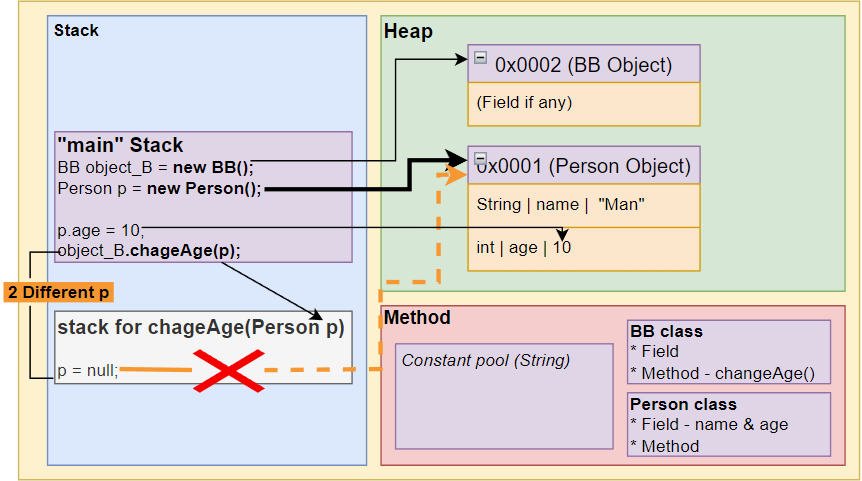 Stack
"main" Stack
BB object_B = new BB();
Person p = new Person();
p.age = 10;
object_B.chageAge(p);
2 Different p
stack for chageAge(Person p)
p = null;
Heap
0x0002 (BB Object)
(Field if any)
0x0001 (Person Object)
String | name | "Man"
int | age | 10
Method
Constant pool (String)
BB class
* Field
* Method - changeAge()
Person class
* Field - name & age
* Method